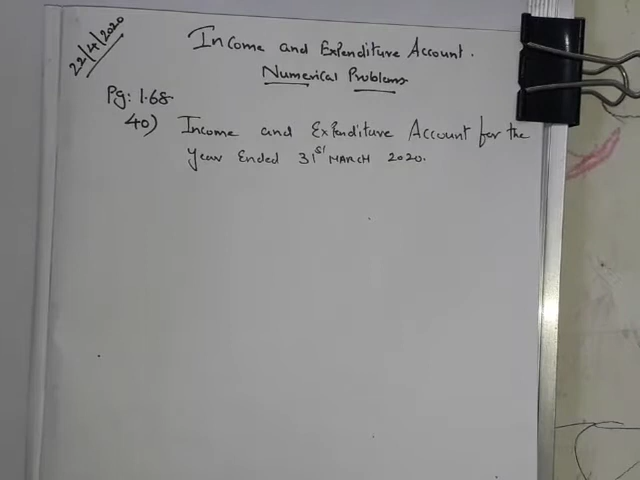 22/4/2020
Income and Expenditure Account.
Numerical Problems
Pg: 1.68
40) Income and Expenditure Account for the
year Ended 31st MARCH 2020.